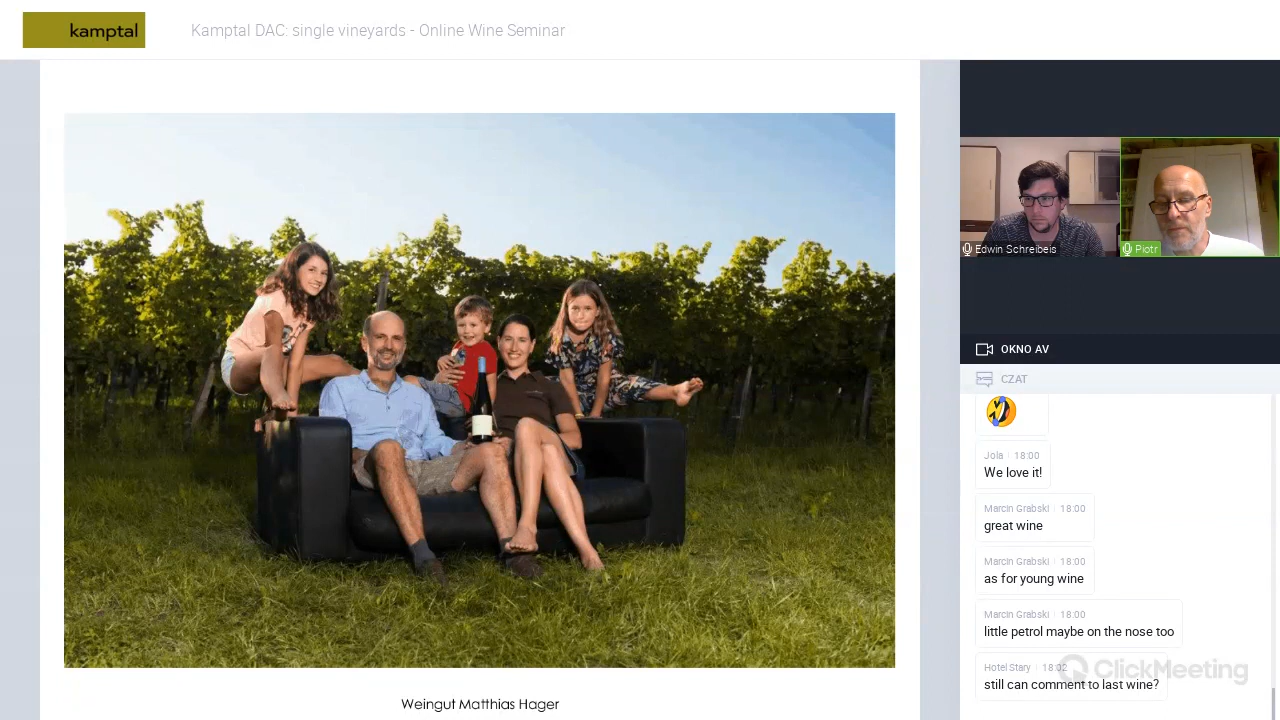 kamptal
Kamptal DAC: single vineyards - Online Wine Seminar
Weingut Matthias Hager
Edwin Schreibeis
Piotr
OKNO AV
CZAT
Jola 18:00
We love it!
Marcin Grabski 18:00
great wine
Marcin Grabski 18:00
as for young wine
Marcin Grabski 18:00
little petrol maybe on the nose too
Hotel Stary 18:02
still can comment to last wine?
ClickMeeting